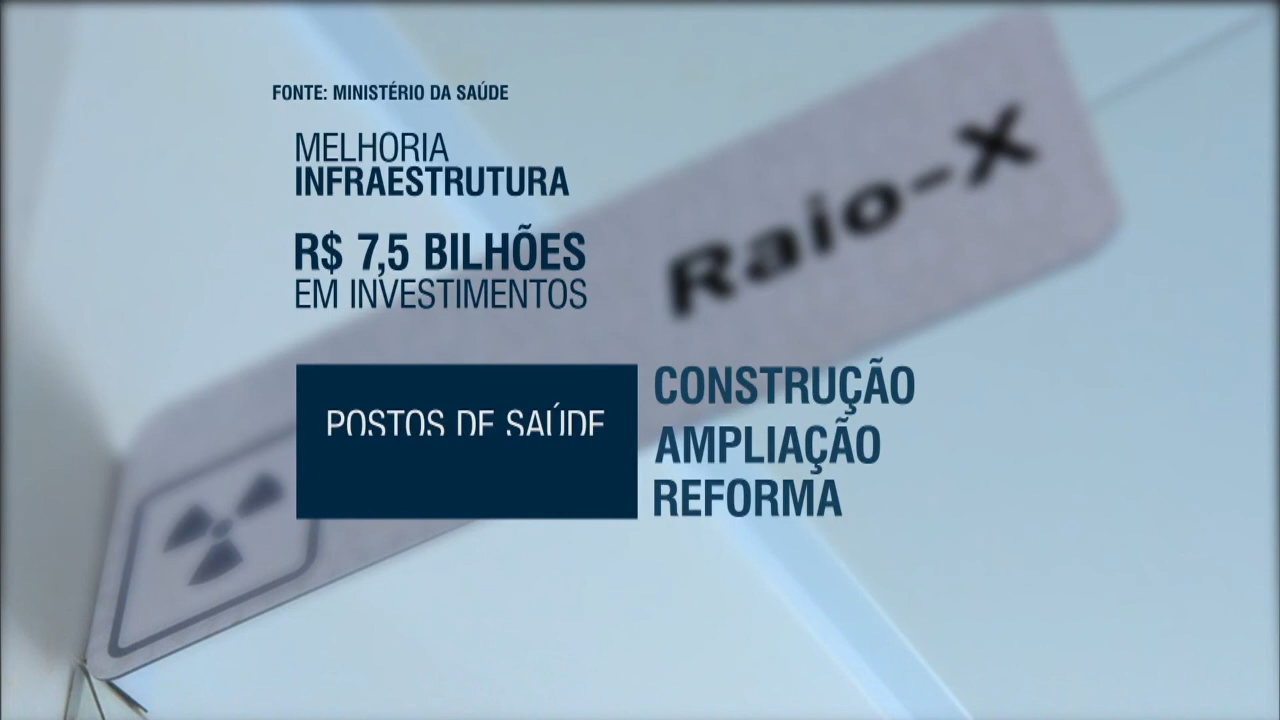 FONTE: MINISTÉRIO DA SAÚDE
MELHORIA
INFRAESTRUTURA
R$ 7,5 BILHÕES
EM INVESTIMENTOS
Raio-X
POSTOS DE SAÚDE
CONSTRUÇÃO
AMPLIAÇÃO
REFORMA